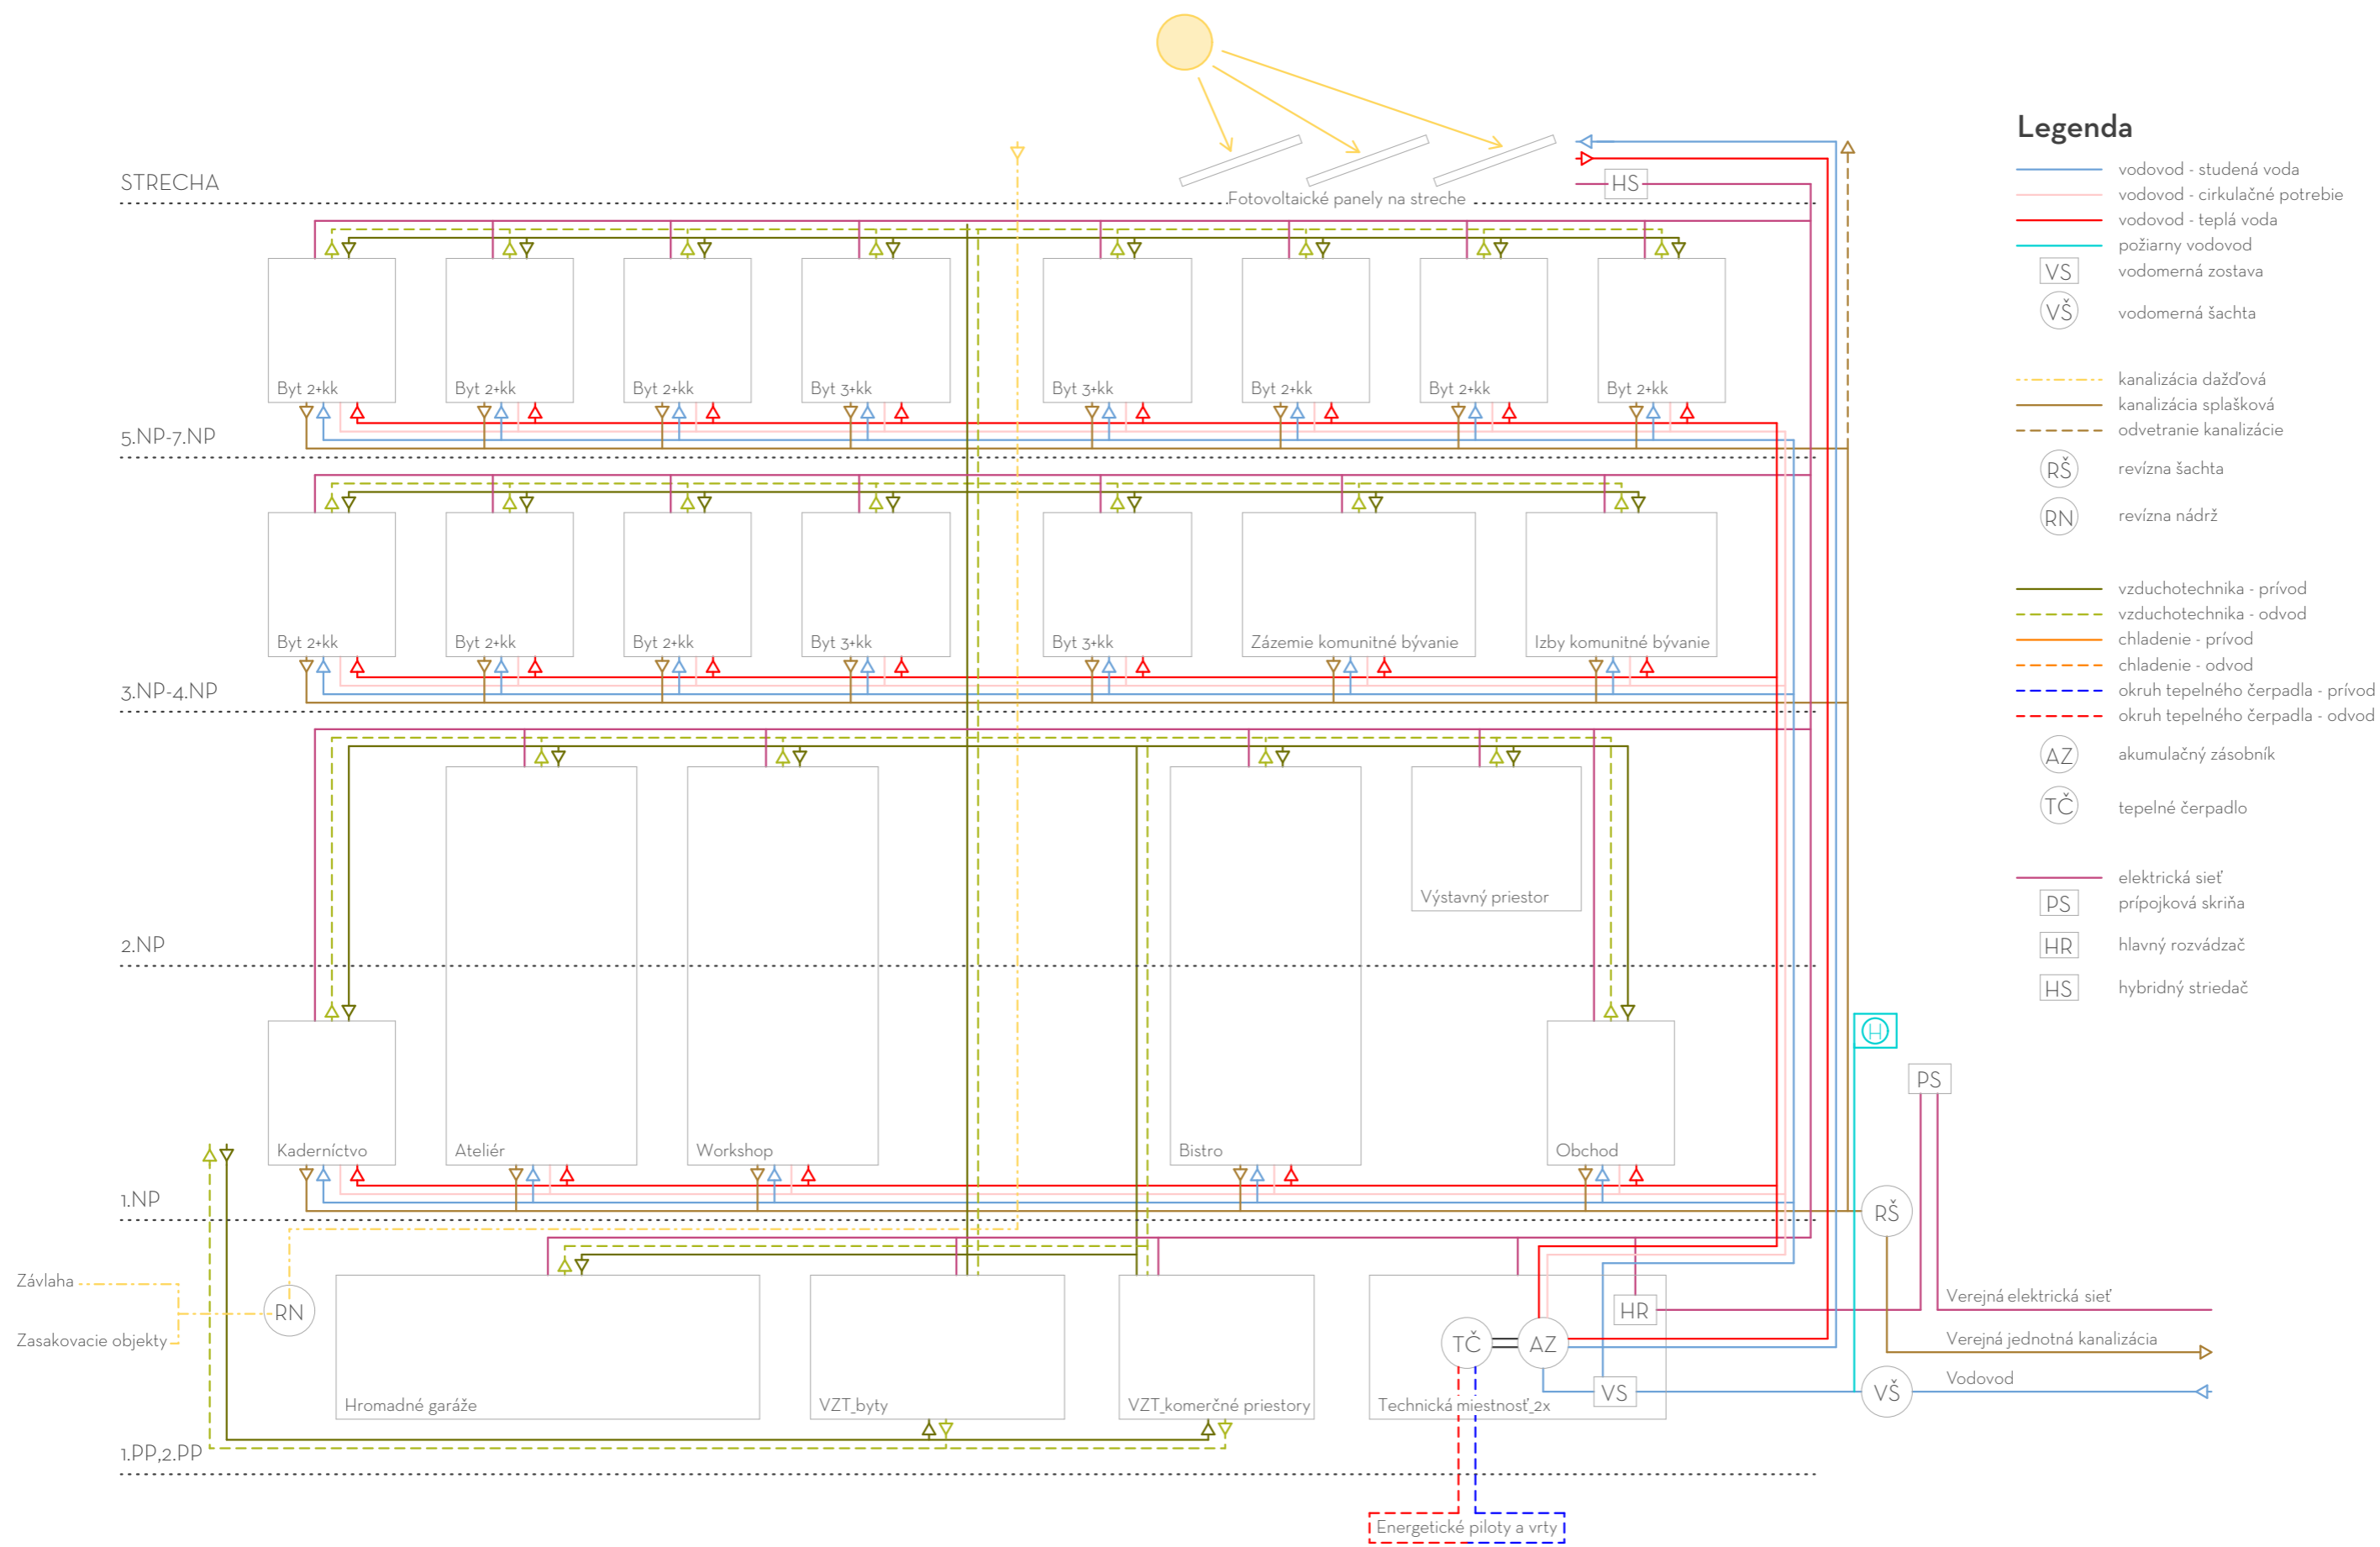 STRECHA
Fotovoltaické panely na streche
HS
Byt 2+kk
Byt 2+kk
Byt 2+kk
Byt 3+kk
Byt 3+kk
Byt 2+kk
Byt 2+kk
Byt 2+kk
5.NP-7.NP
Byt 2+kk
Byt 2+kk
Byt 2+kk
Byt 3+kk
Byt 3+kk
Zázemie komunitné bývanie
Izby komunitné bývanie
3.NP-4.NP
Výstavný priestor
2.NP
Kaderníctvo
Ateliér
Workshop
Bistro
Obchod
1.NP
H
PS
RŠ
Závlaha
Zasakovacie objekty
RN
Hromadné garáže
VZT_byty
VZT_komerčné priestory
HR
TČ
AZ
VS
Technická miestnosť_2x
VŠ
Verejná elektrická sieť
Verejná jednotná kanalizácia
Vodovod
1.PP,2.PP
Energetické piloty a vrty
Legenda
vodovod - studená voda
vodovod - cirkulačné potrebie
vodovod - teplá voda
požiarny vodovod
VS vodomerná zostava
VŠ vodomerná šachta
kanalizácia dažďová
kanalizácia splašková
odvetranie kanalizácie
RŠ revízna šachta
RN revízna nádrž
vzduchotechnika - prívod
vzduchotechnika - odvod
chladenie - prívod
chladenie - odvod
okruh tepelného čerpadla - prívod
okruh tepelného čerpadla - odvod
AZ akumulačný zásobník
TČ tepelné čerpadlo
elektrická sieť
PS prípojková skriňa
HR hlavný rozvádzač
HS hybridný striedač